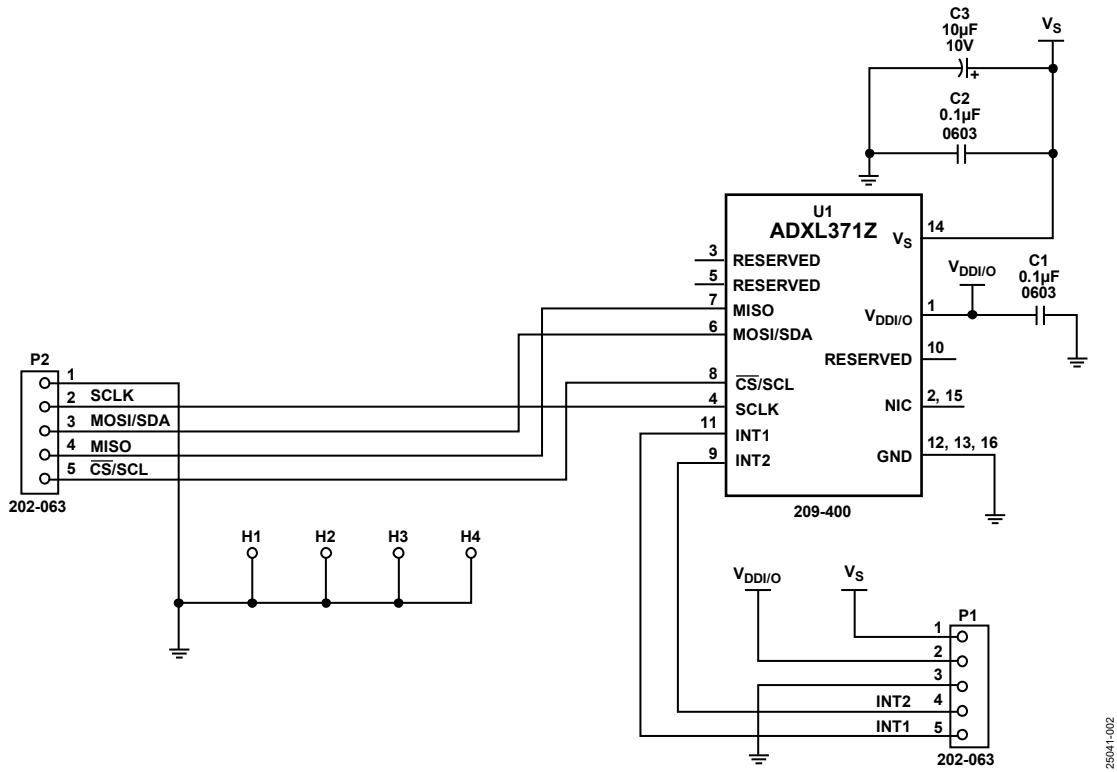 C3
10µF
10V
+
VS
C2
0.1µF
0603
U1
ADXL371Z
VS 14
3 RESERVED
5 RESERVED
7 MISO
6 MOSI/SDA
8 CS/SCL
4 SCLK
11 INT1
9 INT2
VDDI/O 1
VDDI/O
C1
0.1µF
0603
RESERVED 10
NIC 2, 15
GND 12, 13, 16
209-400
P2
1
2 SCLK
3 MOSI/SDA
4 MISO
5 CS/SCL
202-063
H1 H2 H3 H4
VDDI/O VS
P1
1
2
3
INT2 4
INT1 5
202-063
25041-002